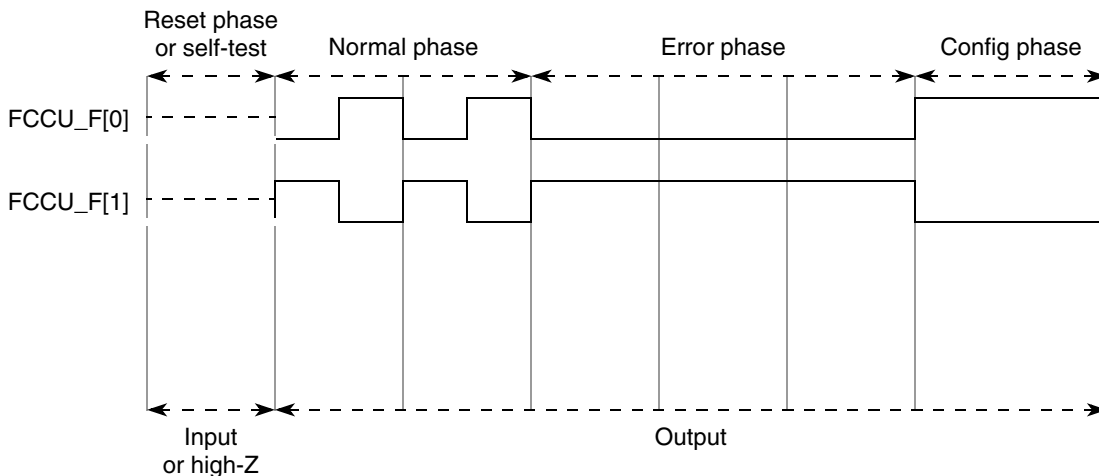 Reset phase
or self-test
Normal phase
Error phase
Config phase
FCCU_F[0]
FCCU_F[1]
Input
or high-Z
Output